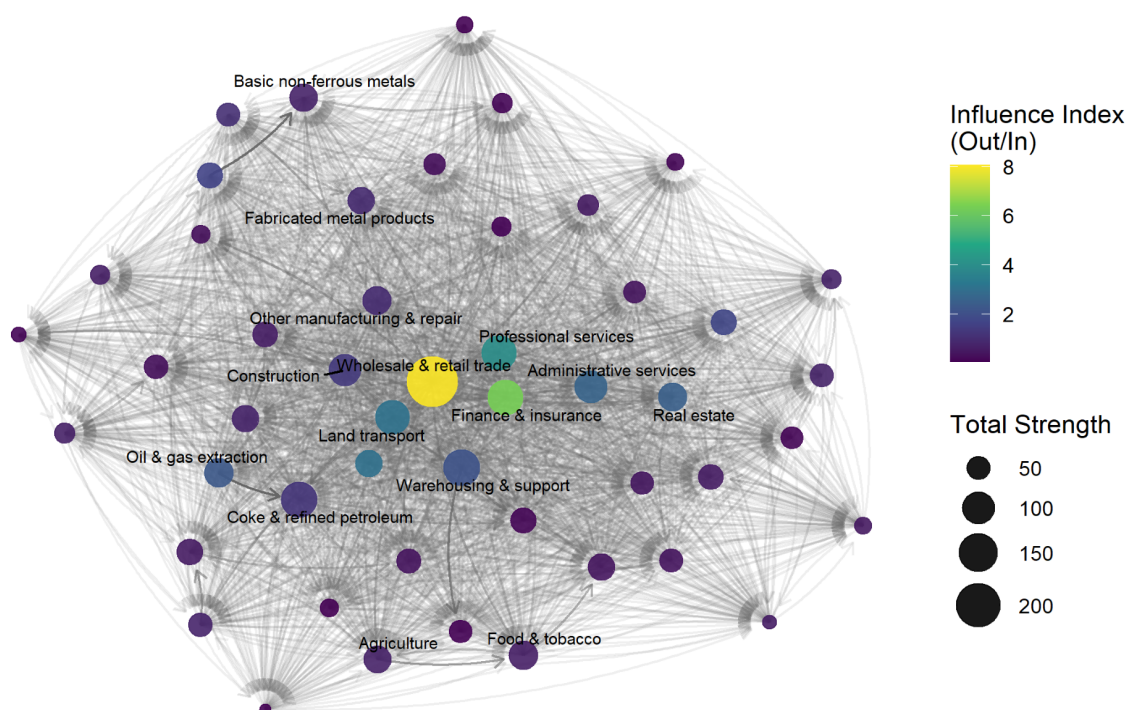 Basic non-ferrous metals
Fabricated metal products
Other manufacturing & repair
Professional services
Wholesale & retail trade
Construction
Administrative services
Finance & insurance
Real estate
Land transport
Oil & gas extraction
Warehousing & support
Coke & refined petroleum
Agriculture
Food & tobacco
Influence Index
(Out/In)
8
6
4
2
Total Strength
50
100
150
200